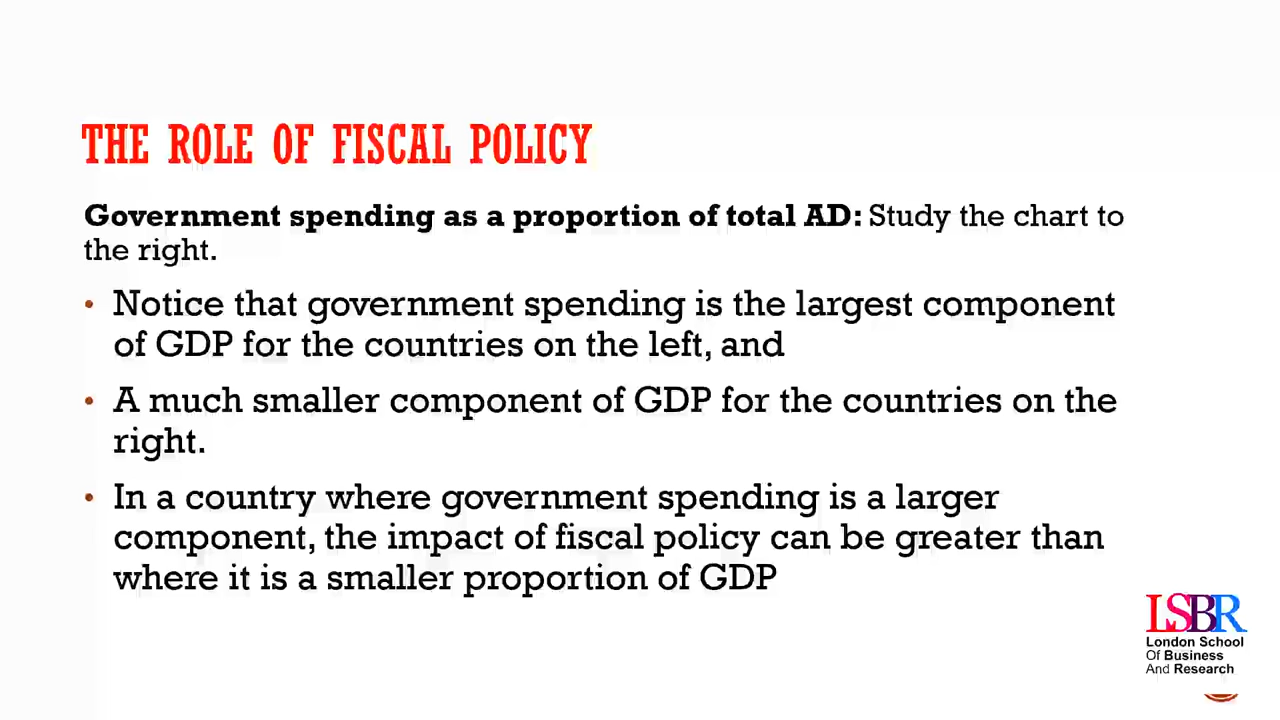 THE ROLE OF FISCAL POLICY
Government spending as a proportion of total AD: Study the chart to
the right.
• Notice that government spending is the largest component
of GDP for the countries on the left, and
• A much smaller component of GDP for the countries on the
right.
• In a country where government spending is a larger
component, the impact of fiscal policy can be greater than
where it is a smaller proportion of GDP
LSBR
London School
Of Business
And Research